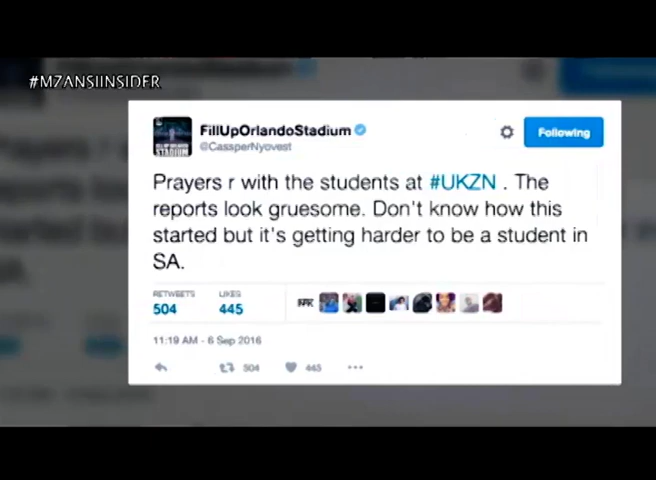 #MZANSIINSIDER
FillUpOrlandoStadium
@CassperNyovest
Following
Prayers r with the students at #UKZN . The
reports look gruesome. Don't know how this
started but it's getting harder to be a student in
SA.
RETWEETS LIKES
504 445
11:19 AM - 6 Sep 2016
504 445